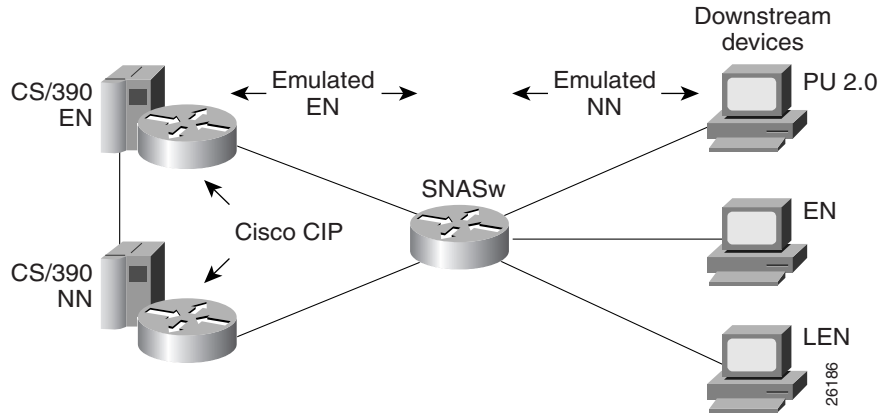 Downstream
devices
CS/390
EN
Emulated
EN
Emulated
NN
PU 2.0
SNASw
EN
Cisco CIP
CS/390
NN
LEN
26186